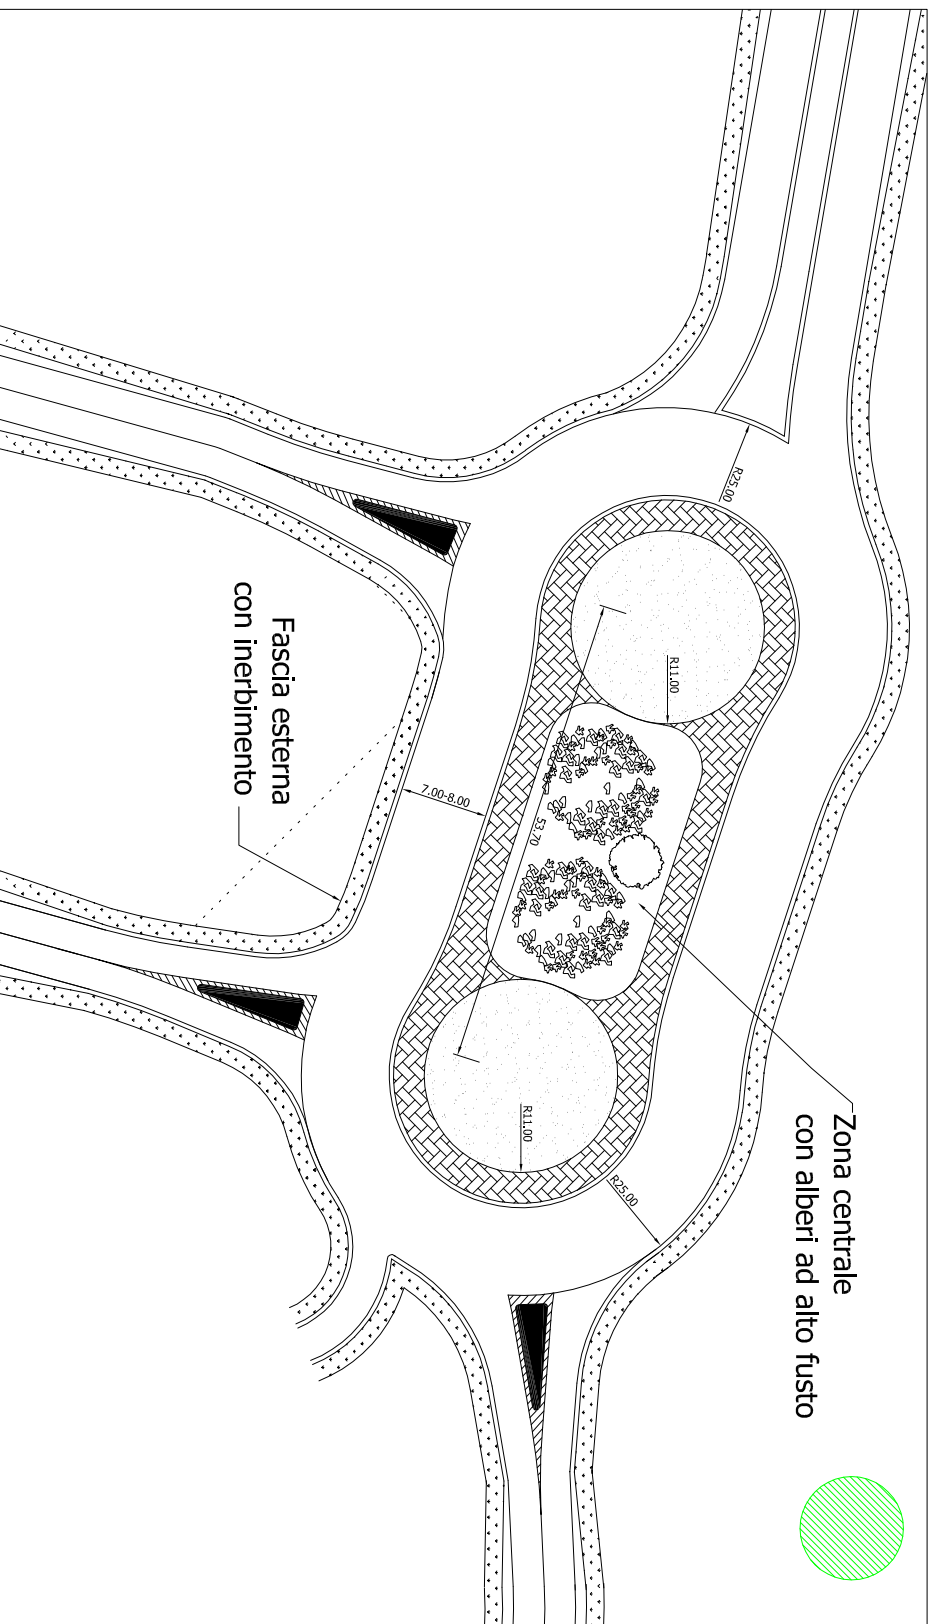 Zona centrale
con alberi ad alto fusto
Fascia esterna
con inerbimento
R25.00
R11.00
7.00-8.00
53.70
R11.00
R25.00